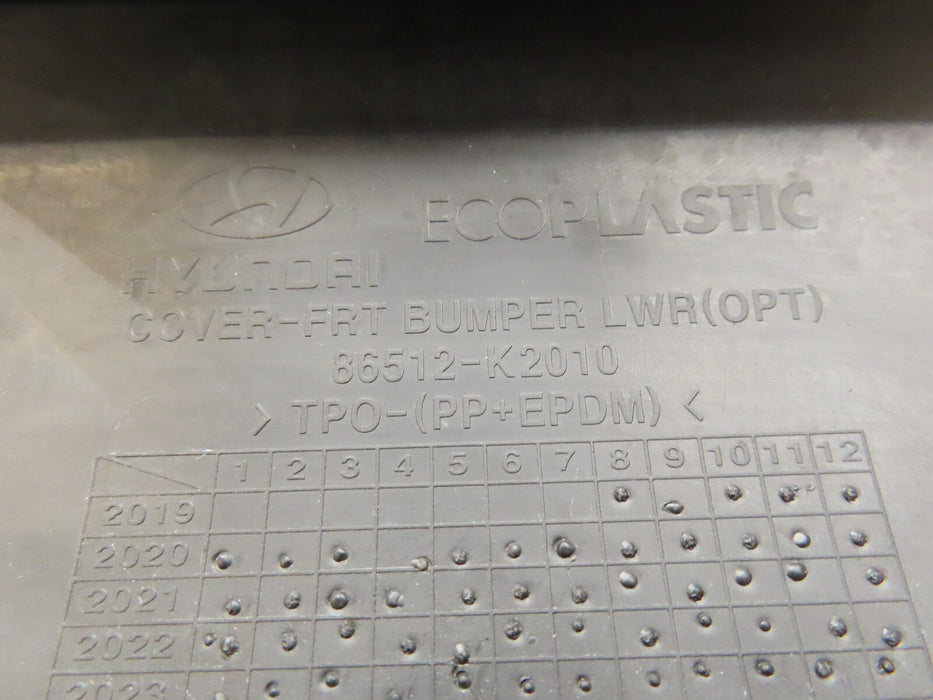 ECOPLASTIC
HYUNDAI
COVER-FRT BUMPER LWR(OPT)
86512-K2010
> TPO-(PP+EPDM) <
1 2 3 4 5 6 7 8 9 10 11 12
2019
2020
2021
2022
2023